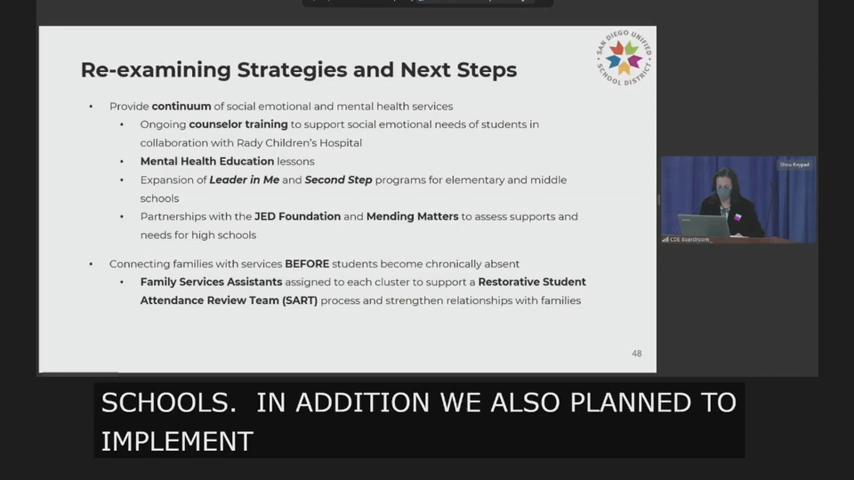 Re-examining Strategies and Next Steps
SAN DIEGO UNIFIED
SCHOOL DISTRICT
• Provide continuum of social emotional and mental health services
• Ongoing counselor training to support social emotional needs of students in
collaboration with Rady Children's Hospital
• Mental Health Education lessons
• Expansion of Leader in Me and Second Step programs for elementary and middle
schools
• Partnerships with the JED Foundation and Mending Matters to assess supports and
needs for high schools
• Connecting families with services BEFORE students become chronically absent
• Family Services Assistants assigned to each cluster to support a Restorative Student
Attendance Review Team (SART) process and strengthen relationships with families
48
Show Keypad
CDE Boardroom
SCHOOLS.  IN ADDITION WE ALSO PLANNED TO
IMPLEMENT